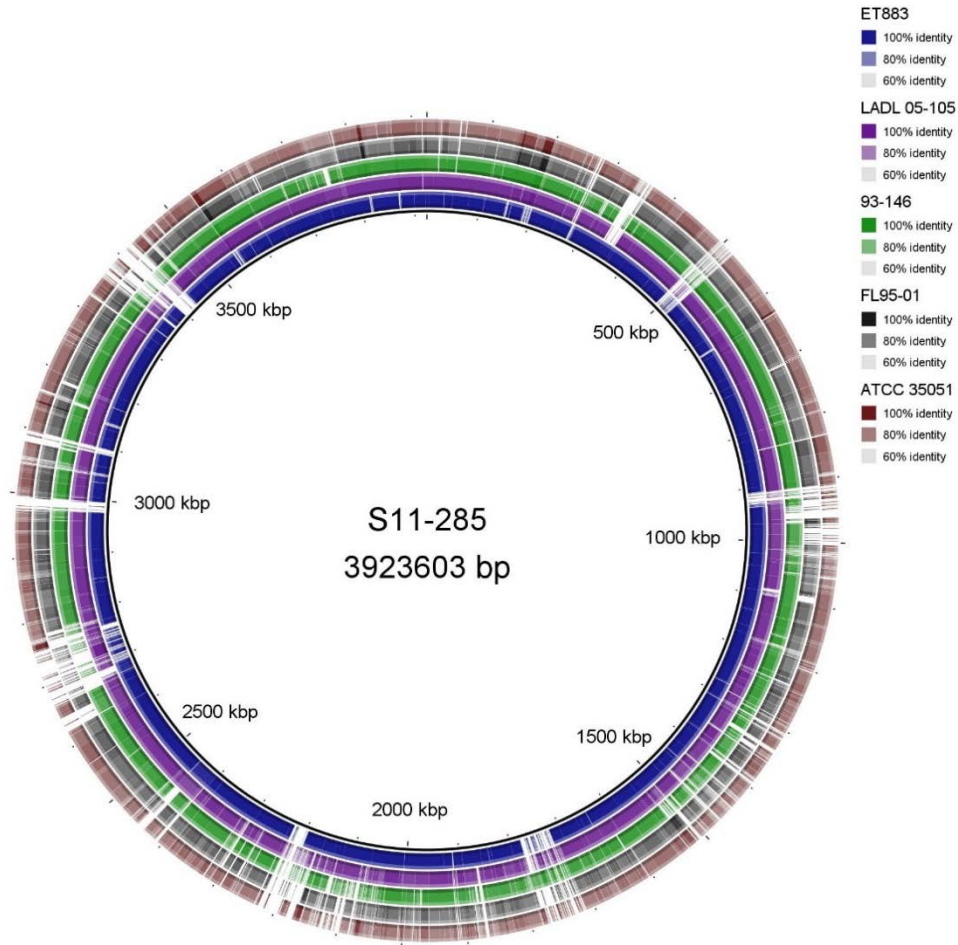 ET883
100% identity
80% identity
60% identity
LADL 05-105
100% identity
80% identity
60% identity
93-146
100% identity
80% identity
60% identity
FL95-01
100% identity
80% identity
60% identity
ATCC 35051
100% identity
80% identity
60% identity
3500 kbp
500 kbp
3000 kbp
S11-285
1000 kbp
3923603 bp
2500 kbp
1500 kbp
2000 kbp